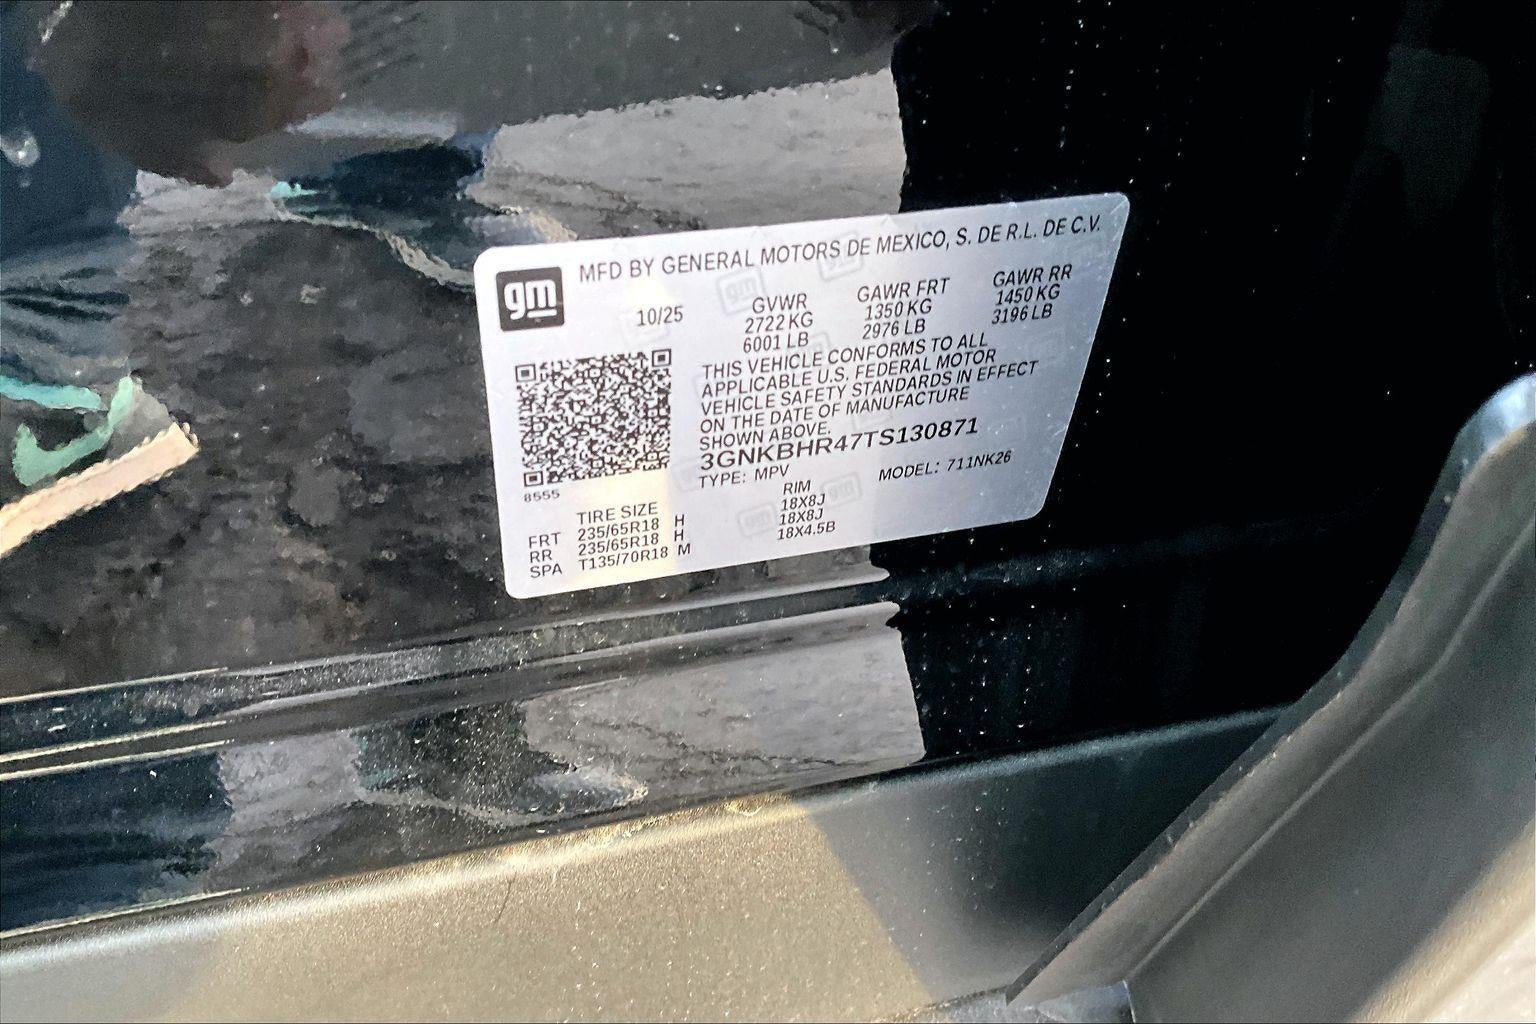 gm
MFD BY GENERAL MOTORS DE MEXICO, S. DE R.L. DE C.V.
10/25
GVWR
2722 KG
6001 LB
GAWR FRT
1350 KG
2976 LB
GAWR RR
1450 KG
3196 LB
THIS VEHICLE CONFORMS TO ALL
APPLICABLE U.S. FEDERAL MOTOR
VEHICLE SAFETY STANDARDS IN EFFECT
ON THE DATE OF MANUFACTURE
SHOWN ABOVE.
3GNKBHR47TS130871
TYPE: MPV
MODEL: 711NK26
8555
TIRE SIZE
RIM
FRT 235/65R18 H 18X8J
RR 235/65R18 H 18X8J
SPA T135/70R18 M 18X4.5B